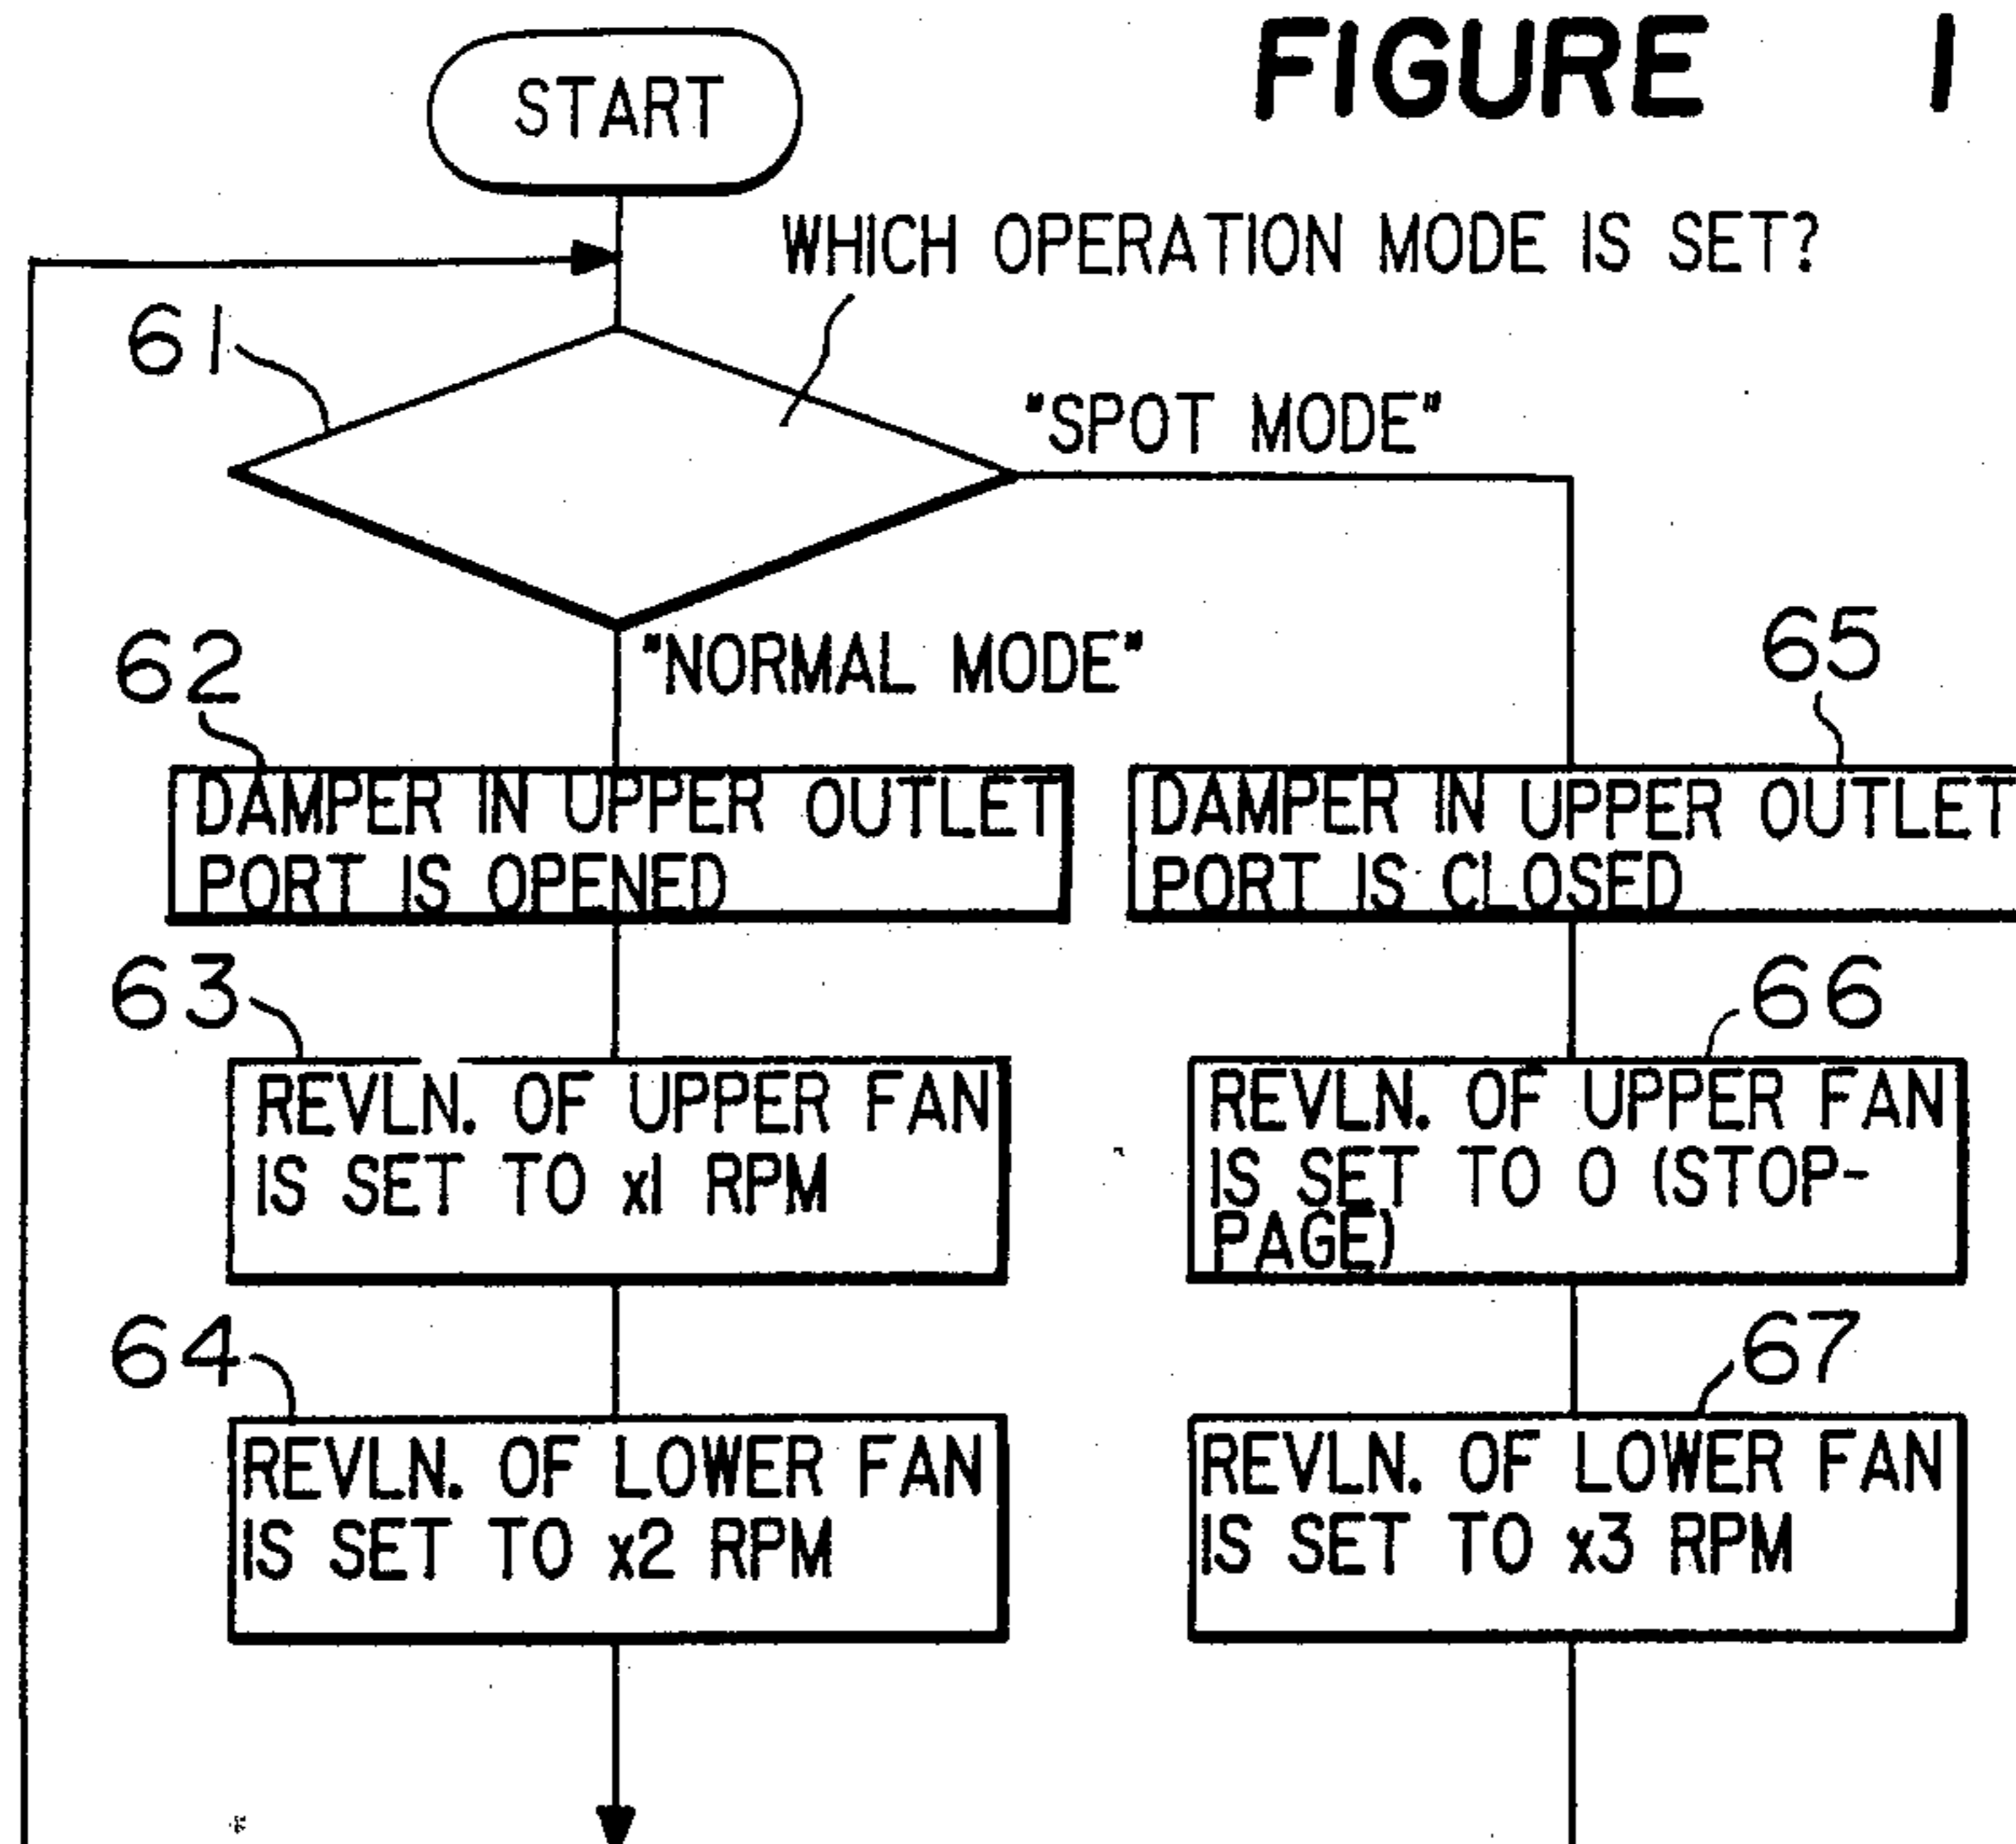 FIGURE 1
START
WHICH OPERATION MODE IS SET?
61
"SPOT MODE"
"NORMAL MODE"
62
65
DAMPER IN UPPER OUTLET
PORT IS OPENED
DAMPER IN UPPER OUTLET
PORT IS CLOSED
63
66
REVLN. OF UPPER FAN
IS SET TO x1 RPM
REVLN. OF UPPER FAN
IS SET TO 0 (STOP-
PAGE)
64
67
REVLN. OF LOWER FAN
IS SET TO x2 RPM
REVLN. OF LOWER FAN
IS SET TO x3 RPM